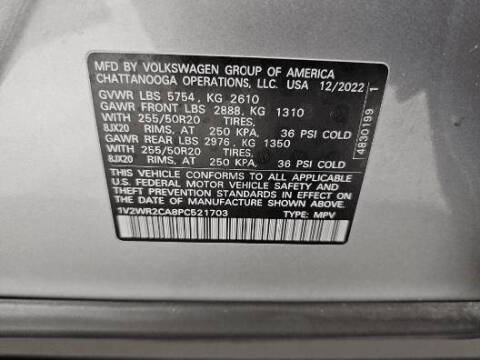 MFD BY VOLKSWAGEN GROUP OF AMERICA
CHATTANOOGA OPERATIONS, LLC. USA 12/2022
GVWR LBS 5754 , KG 2610
GAWR FRONT LBS 2888, KG 1310
WITH 255/50R20 TIRES,
8JX20 RIMS, AT 250 KPA, 36 PSI COLD
GAWR REAR LBS 2976, KG 1350
WITH 255/50R20 TIRES,
8JX20 RIMS, AT 250 KPA, 36 PSI COLD
THIS VEHICLE CONFORMS TO ALL APPLICABLE
U.S. FEDERAL MOTOR VEHICLE SAFETY AND
THEFT PREVENTION STANDARDS IN EFFECT ON THE
DATE OF MANUFACTURE SHOWN ABOVE.
1V2WR2CA8PC521703 TYPE: MPV
4830199 1